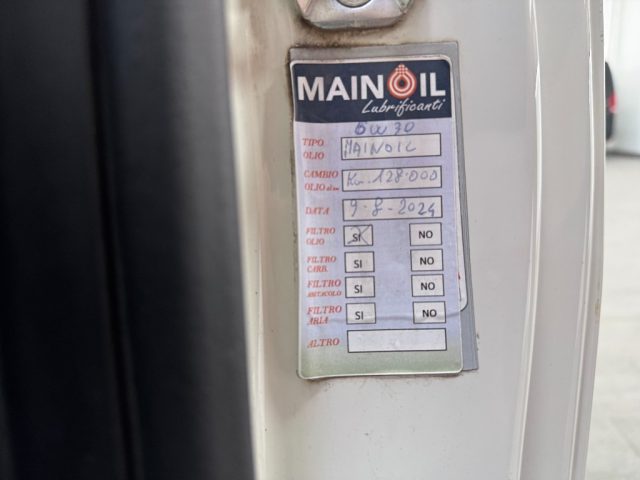 MAINOIL
Lubrificanti
0W30
TIPO OLIO MAINOIL
CAMBIO OLIO Km. 128.000
DATA 9-8-2024
FILTRO OLIO SI NO
FILTRO CARB. SI NO
FILTRO ABITACOLO SI NO
FILTRO ARIA SI NO
ALTRO